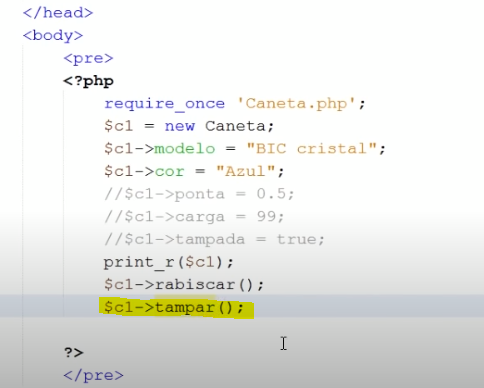 </head>
<body>
<pre>
<?php
require_once 'Caneta.php';
$c1 = new Caneta;
$c1->modelo = "BIC cristal";
$c1->cor = "Azul";
//$c1->ponta = 0.5;
//$c1->carga = 99;
//$c1->tampada = true;
print_r($c1);
$c1->rabiscar();
$c1->tampar();
?>
</pre>